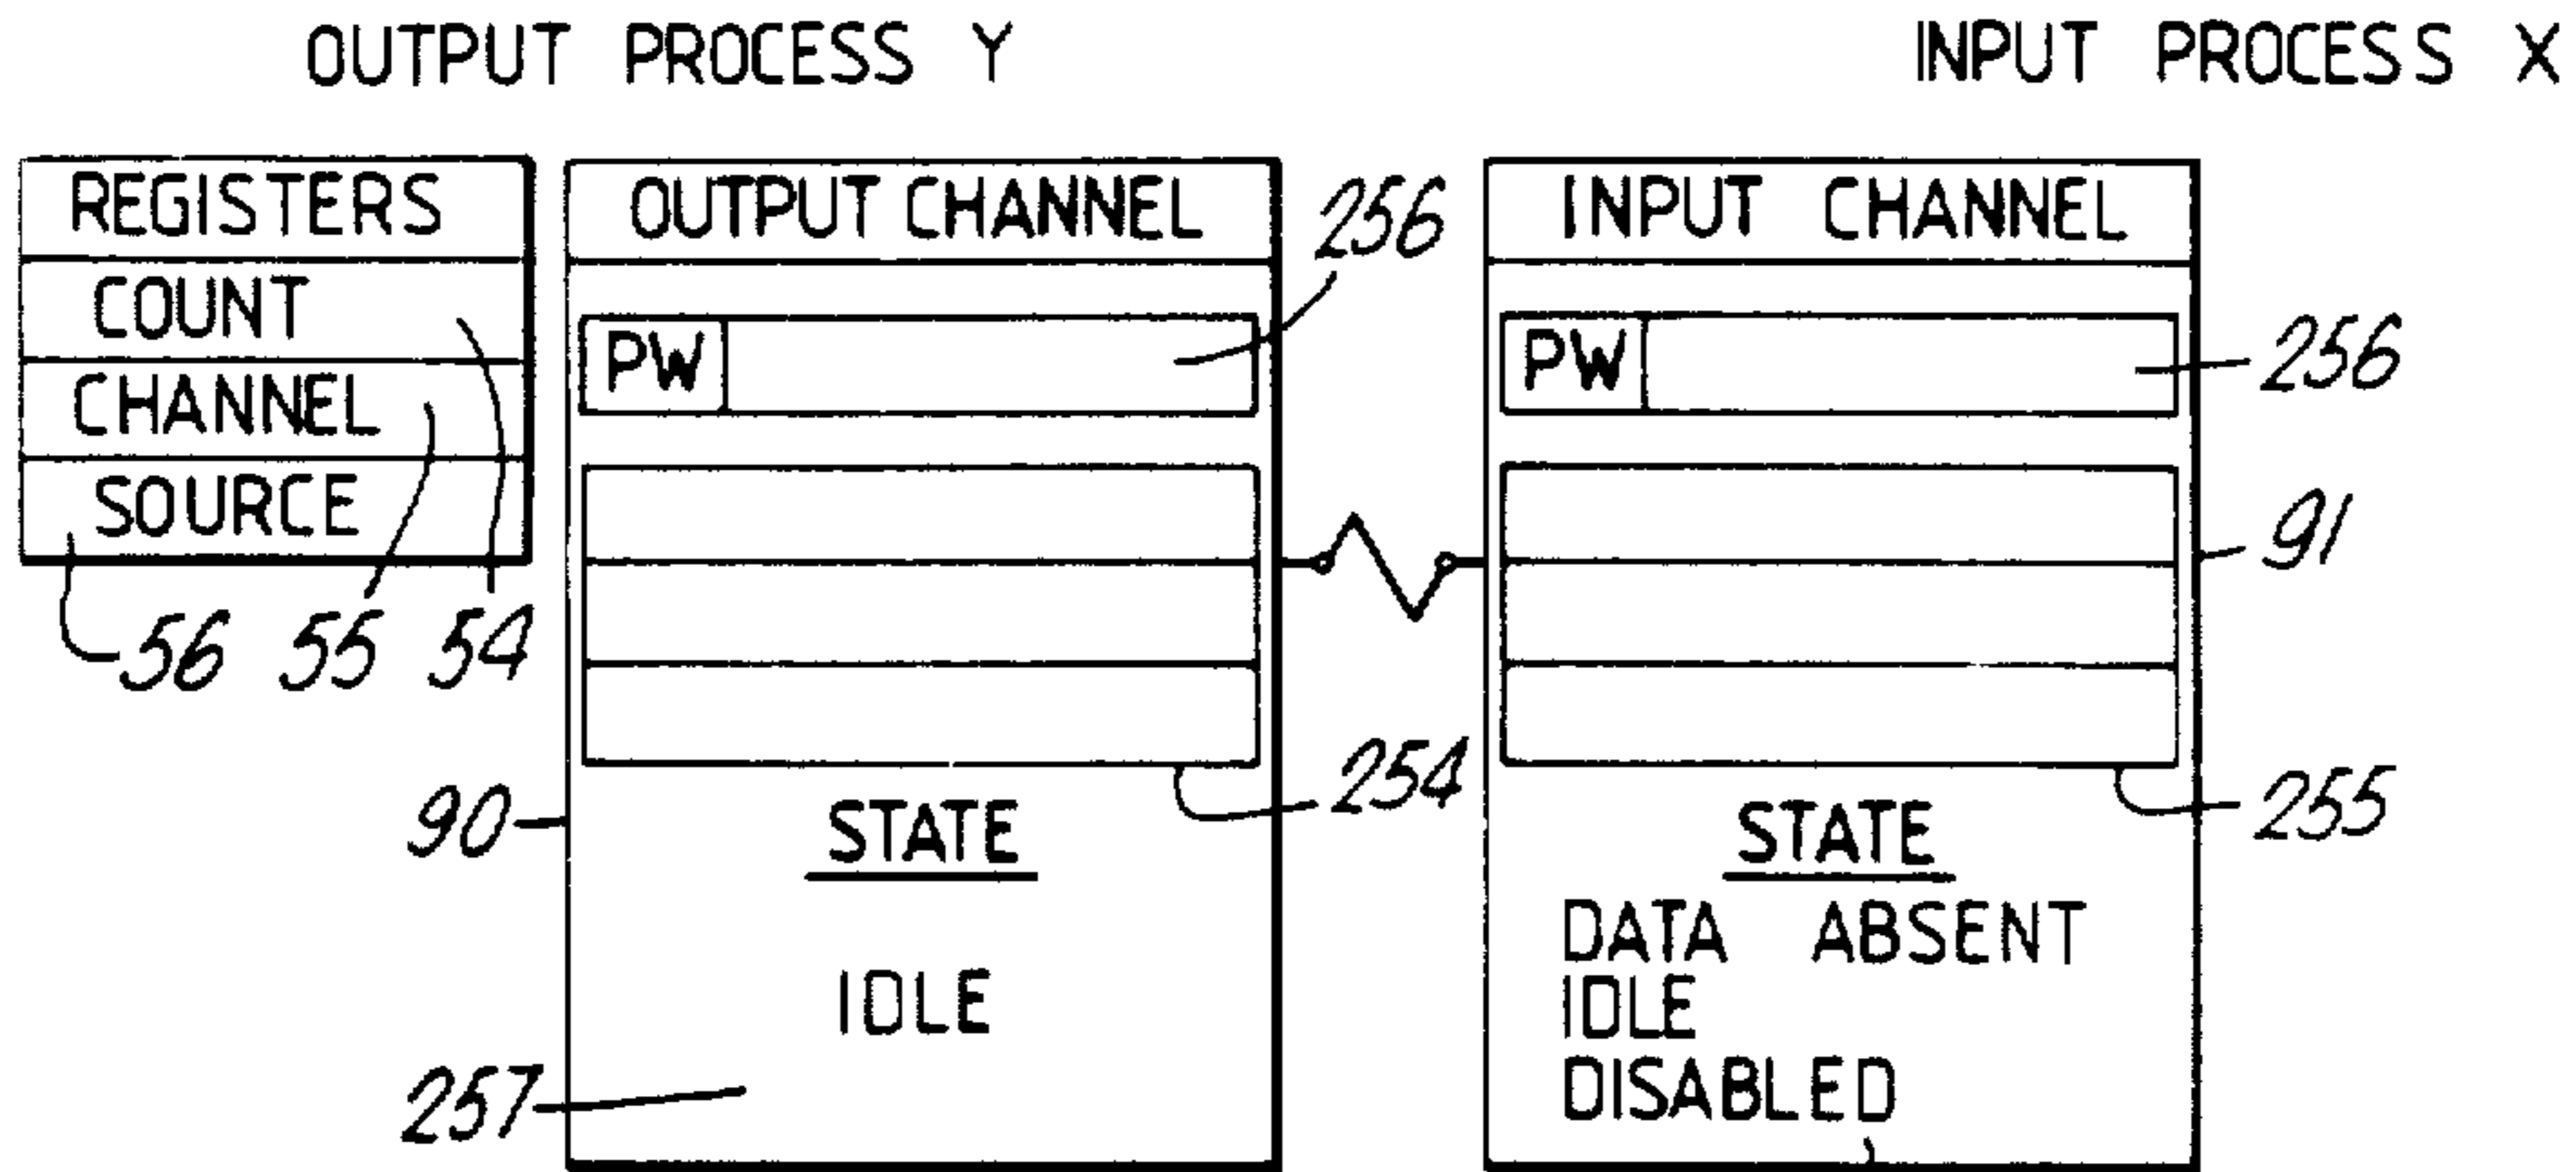 OUTPUT PROCESS Y
INPUT PROCESS X
REGISTERS
COUNT
CHANNEL
SOURCE
56 55 54
OUTPUT CHANNEL
PW
256
254
90
STATE
IDLE
257
INPUT CHANNEL
PW
256
91
255
STATE
DATA ABSENT
IDLE
DISABLED